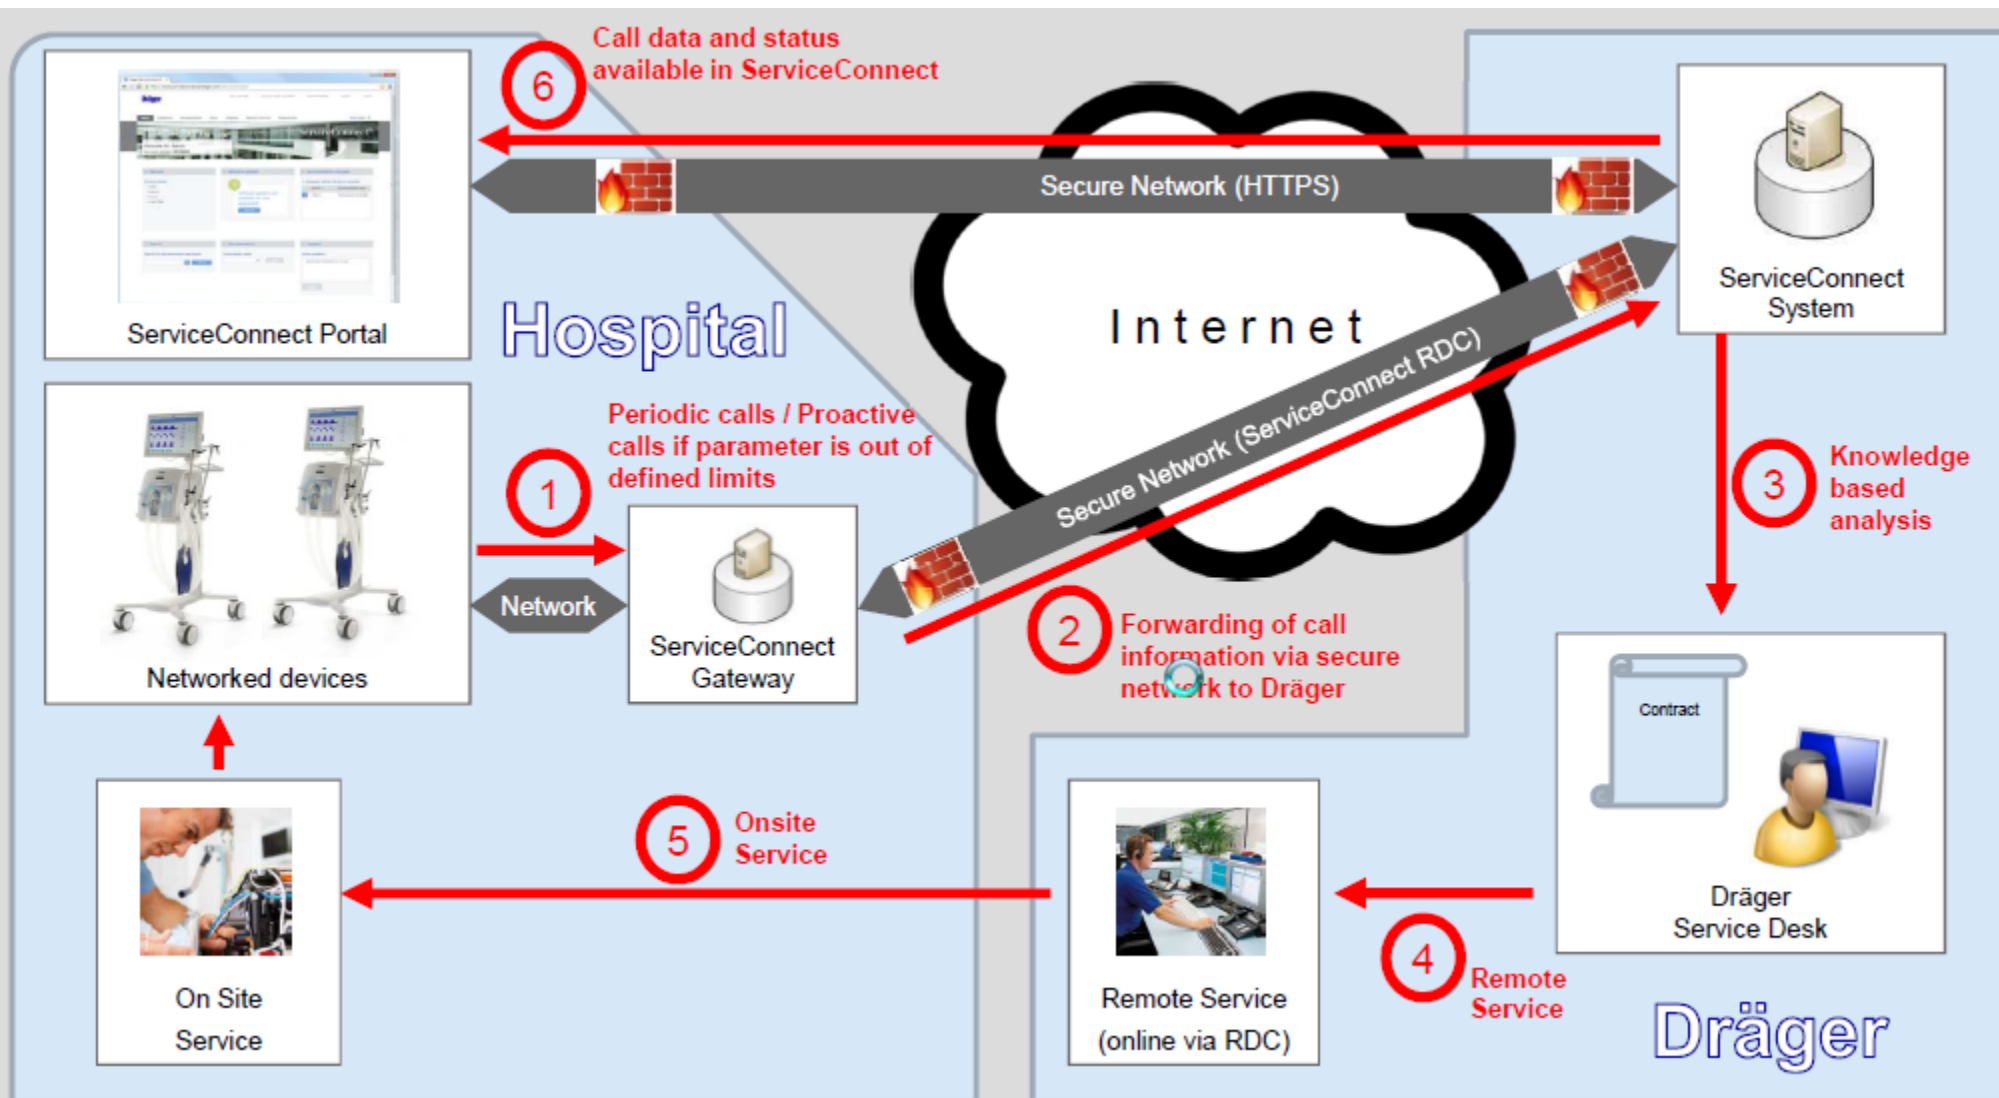 6
Call data and status
available in ServiceConnect
Dräger
ServiceConnect
Secure Network (HTTPS)
ServiceConnect Portal
Hospital
Internet
ServiceConnect
System
Secure Network (ServiceConnect RDC)
1
Periodic calls / Proactive
calls if parameter is out of
defined limits
Network
Networked devices
ServiceConnect
Gateway
2
Forwarding of call
information via secure
network to Dräger
3
Knowledge
based
analysis
Contract
Dräger
Service Desk
4
Remote
Service
Remote Service
(online via RDC)
5
Onsite
Service
On Site
Service
Dräger